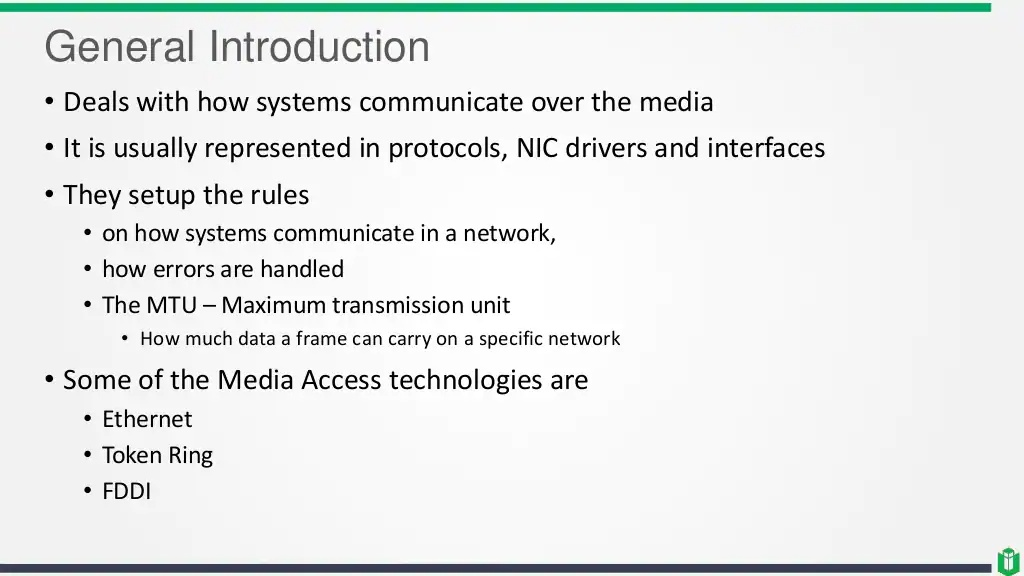 General Introduction
• Deals with how systems communicate over the media
• It is usually represented in protocols, NIC drivers and interfaces
• They setup the rules
• on how systems communicate in a network,
• how errors are handled
• The MTU – Maximum transmission unit
• How much data a frame can carry on a specific network
• Some of the Media Access technologies are
• Ethernet
• Token Ring
• FDDI